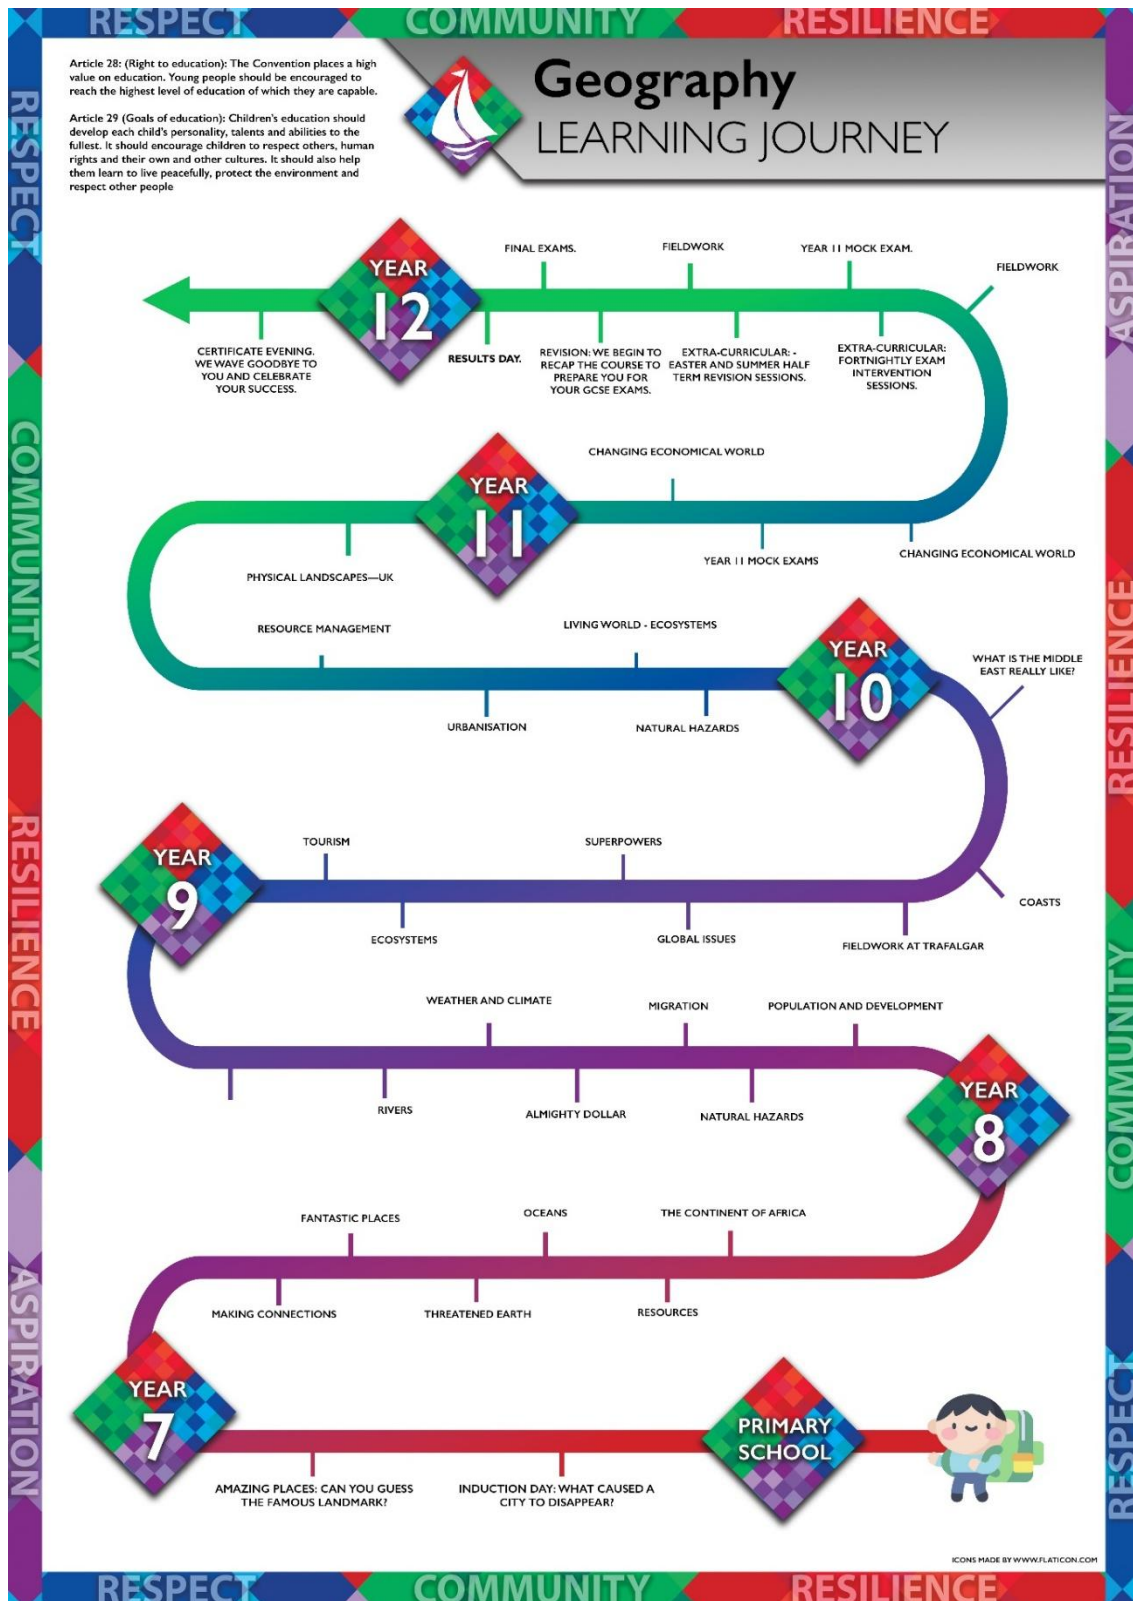 RESPECT
COMMUNITY
RESILIENCE
Article 28: (Right to education): The Convention places a high
value on education. Young people should be encouraged to
reach the highest level of education of which they are capable.
Article 29 (Goals of education): Children's education should
develop each child's personality, talents and abilities to the
fullest. It should encourage children to respect others, human
rights and their own and other cultures. It should also help
them learn to live peacefully, protect the environment and
respect other people
Geography
LEARNING JOURNEY
RESPECT
COMMUNITY
RESILIENCE
ASPIRATION
ASPIRATION
RESILIENCE
COMMUNITY
RESPECT
FINAL EXAMS.
FIELDWORK
YEAR 11 MOCK EXAM.
FIELDWORK
YEAR
12
CERTIFICATE EVENING.
WE WAVE GOODBYE TO
YOU AND CELEBRATE
YOUR SUCCESS.
RESULTS DAY.
REVISION: WE BEGIN TO
RECAP THE COURSE TO
PREPARE YOU FOR
YOUR GCSE EXAMS.
EXTRA-CURRICULAR: -
EASTER AND SUMMER HALF
TERM REVISION SESSIONS.
EXTRA-CURRICULAR:
FORTNIGHTLY EXAM
INTERVENTION
SESSIONS.
CHANGING ECONOMICAL WORLD
YEAR
11
YEAR 11 MOCK EXAMS
CHANGING ECONOMICAL WORLD
PHYSICAL LANDSCAPES—UK
RESOURCE MANAGEMENT
LIVING WORLD - ECOSYSTEMS
YEAR
10
WHAT IS THE MIDDLE
EAST REALLY LIKE?
URBANISATION
NATURAL HAZARDS
TOURISM
SUPERPOWERS
YEAR
9
COASTS
ECOSYSTEMS
GLOBAL ISSUES
FIELDWORK AT TRAFALGAR
WEATHER AND CLIMATE
MIGRATION
POPULATION AND DEVELOPMENT
YEAR
8
RIVERS
ALMIGHTY DOLLAR
NATURAL HAZARDS
FANTASTIC PLACES
OCEANS
THE CONTINENT OF AFRICA
MAKING CONNECTIONS
THREATENED EARTH
RESOURCES
YEAR
7
PRIMARY
SCHOOL
AMAZING PLACES: CAN YOU GUESS
THE FAMOUS LANDMARK?
INDUCTION DAY: WHAT CAUSED A
CITY TO DISAPPEAR?
ICONS MADE BY WWW.FLATICON.COM
RESPECT
COMMUNITY
RESILIENCE